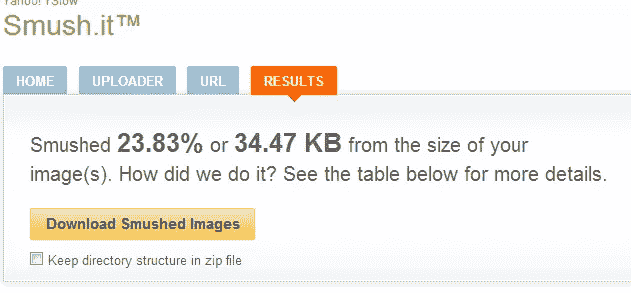 Yahoo! YSlow
Smush.it™
HOME UPLOADER URL RESULTS
Smushed 23.83% or 34.47 KB from the size of your
image(s). How did we do it? See the table below for more details.
Download Smushed Images
Keep directory structure in zip file